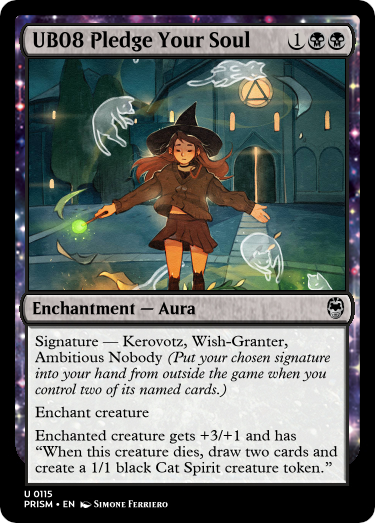 UB08 Pledge Your Soul 1
Enchantment — Aura
Signature — Kerovotz, Wish-Granter,
Ambitious Nobody (Put your chosen signature
into your hand from outside the game when you
control two of its named cards.)
Enchant creature
Enchanted creature gets +3/+1 and has
“When this creature dies, draw two cards and
create a 1/1 black Cat Spirit creature token.”
U 0115
PRISM • EN Simone Ferriero